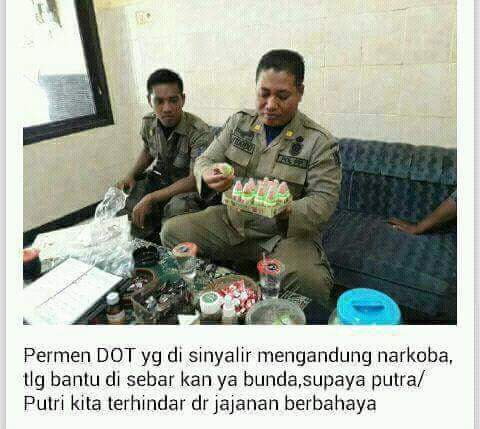 Permen DOT yg di sinyalir mengandung narkoba,
tlg bantu di sebar kan ya bunda,supaya putra/
Putri kita terhindar dr jajanan berbahaya